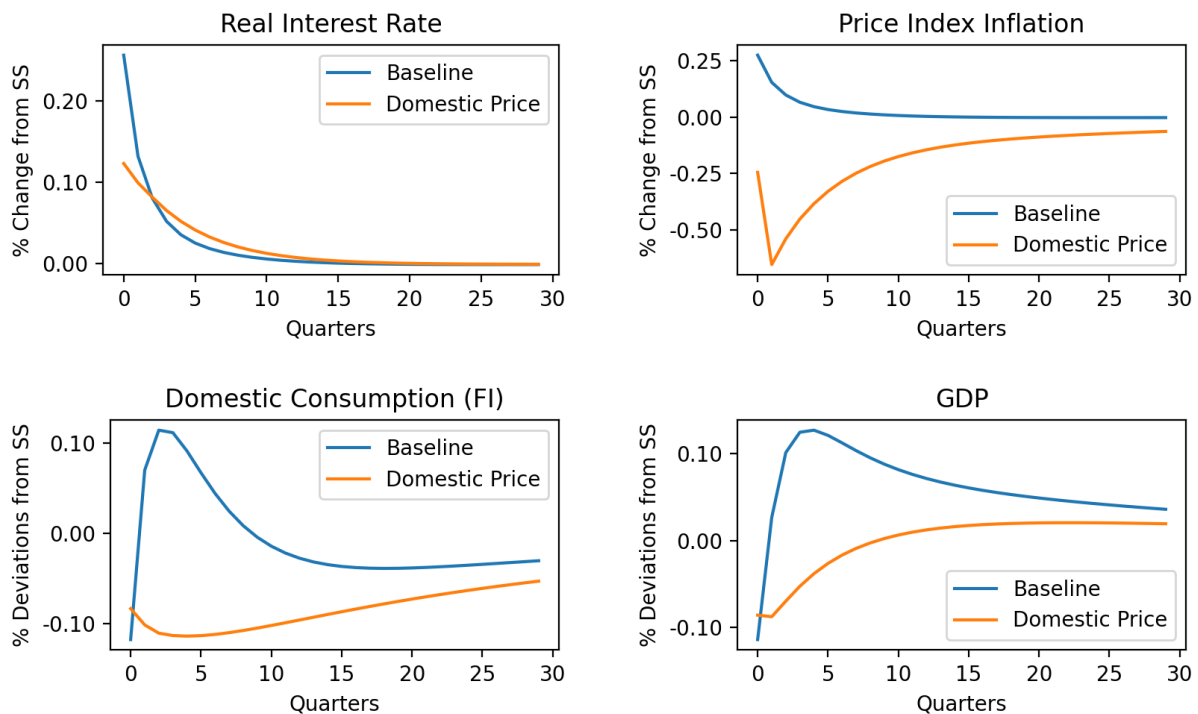 Real Interest Rate
% Change from SS
0.20
0.10
0.00
Baseline
Domestic Price
0 5 10 15 20 25 30
Quarters
Price Index Inflation
% Change from SS
0.25
0.00
-0.25
-0.50
Baseline
Domestic Price
0 5 10 15 20 25 30
Quarters
Domestic Consumption (FI)
% Deviations from SS
0.10
0.00
-0.10
Baseline
Domestic Price
0 5 10 15 20 25 30
Quarters
GDP
% Deviations from SS
0.10
0.00
-0.10
Baseline
Domestic Price
0 5 10 15 20 25 30
Quarters